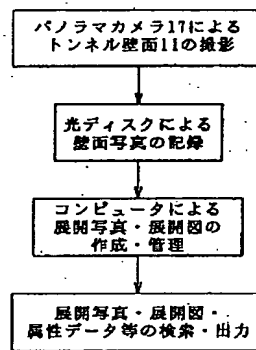 パノラマカメラ17による
トンネル壁面11の撮影
光ディスクによる
壁面写真の記録
コンピュータによる
展開写真・展開図の
作成・管理
展開写真・展開図・
属性データ等の検索・出力